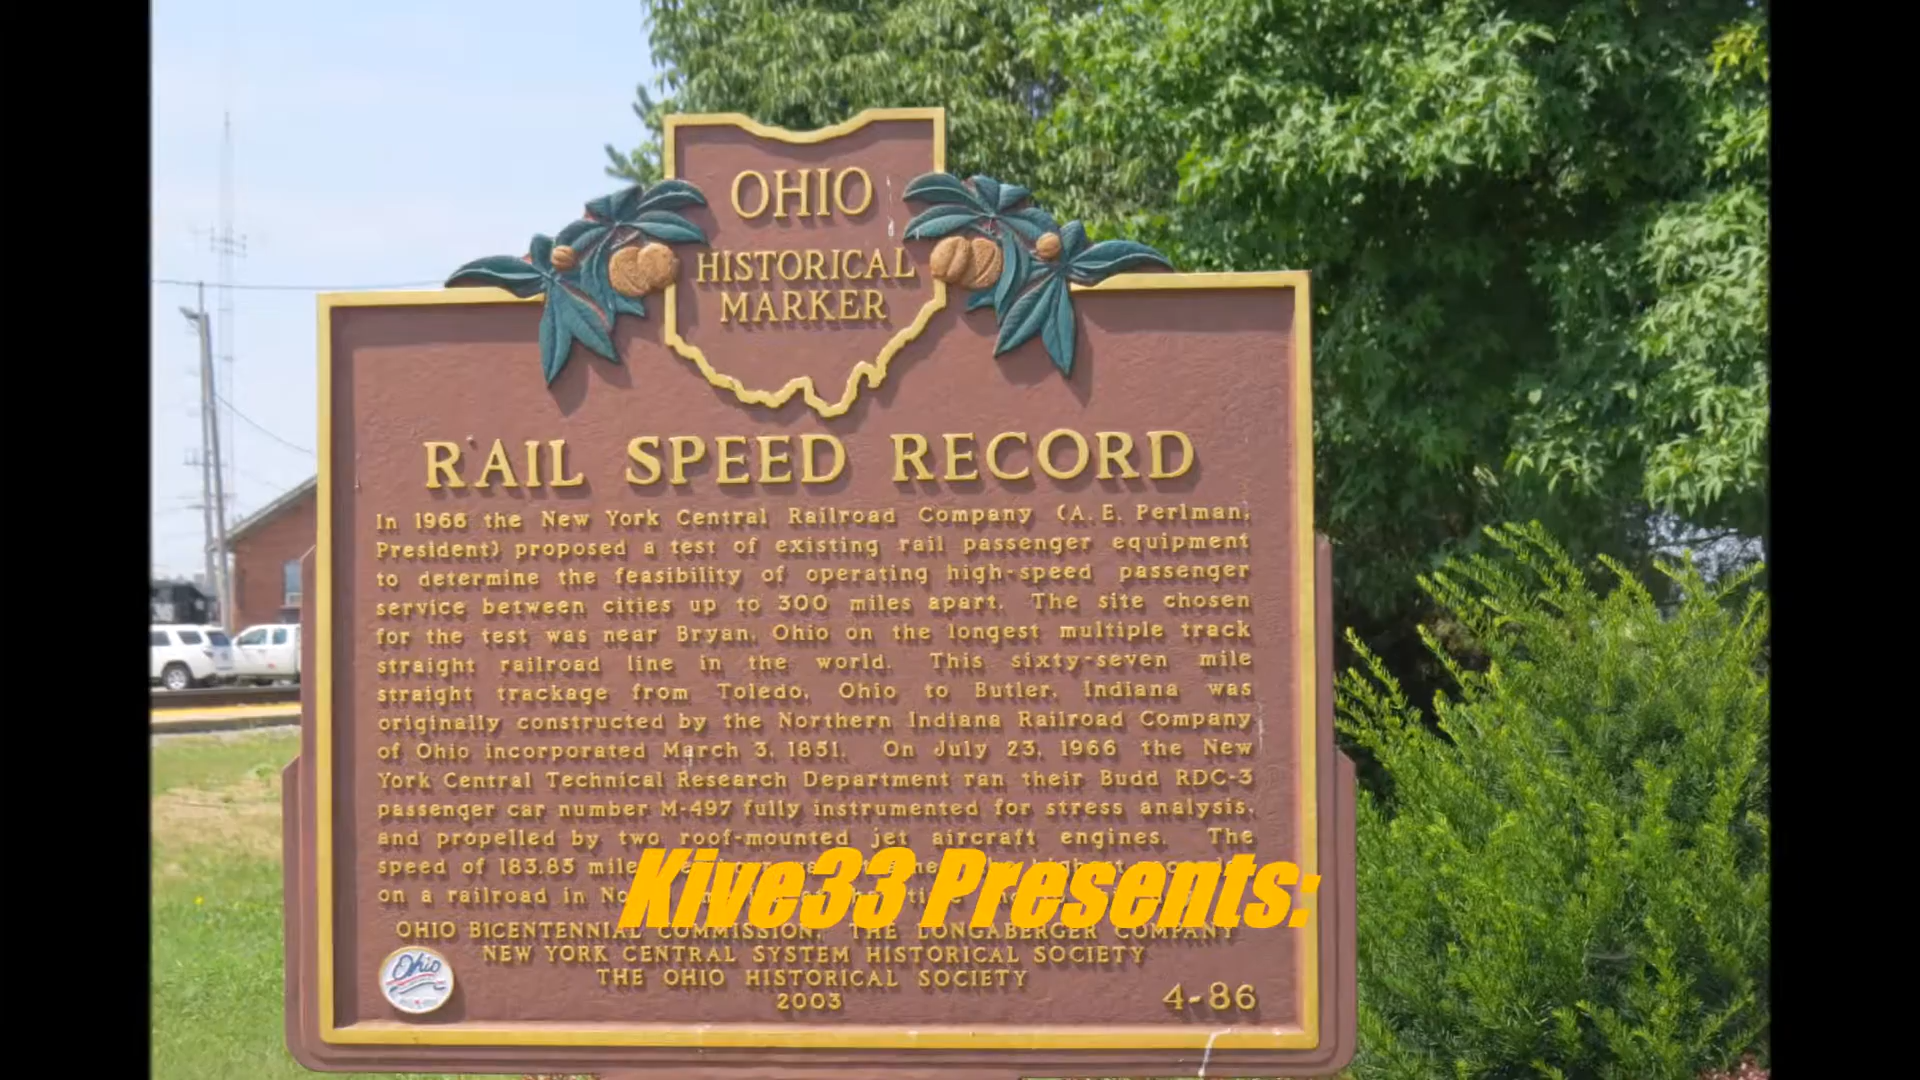 OHIO
HISTORICAL
MARKER
RAIL SPEED RECORD
In 1966 the New York Central Railroad Company (A. E. Perlman,
President) proposed a test of existing rail passenger equipment
to determine the feasibility of operating high-speed passenger
service between cities up to 300 miles apart. The site chosen
for the test was near Bryan, Ohio on the longest multiple track
straight railroad line in the world. This sixty-seven mile
straight trackage from Toledo, Ohio to Butler, Indiana was
originally constructed by the Northern Indiana Railroad Company
of Ohio incorporated March 3, 1851. On July 23, 1966 the New
York Central Technical Research Department ran their Budd RDC-3
passenger car number M-497 fully instrumented for stress analysis,
and propelled by two roof-mounted jet aircraft engines. The
speed of 183.85
on a railroad in
Kive33 Presents:
OHIO BICENTENNIAL COMMISSION, THE LONGABERGER COMPANY
NEW YORK CENTRAL SYSTEM HISTORICAL SOCIETY
THE OHIO HISTORICAL SOCIETY
2003
Ohio
4-86